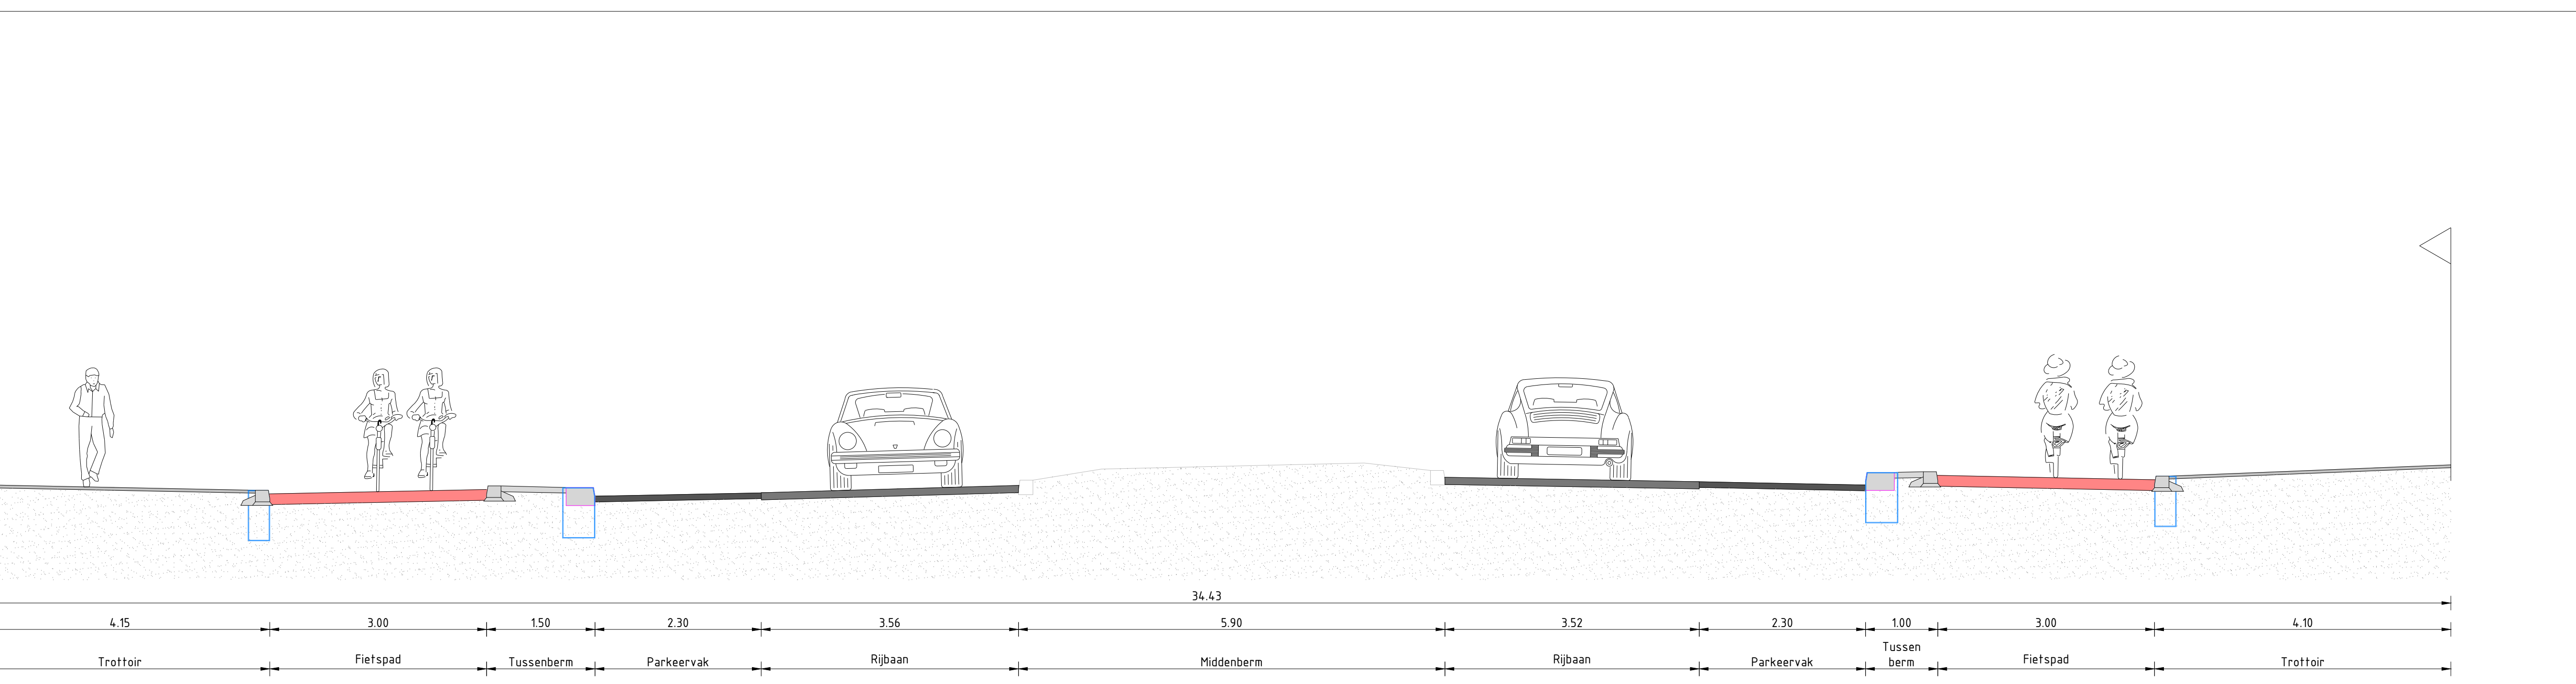 34.43
4.15 3.00 1.50 2.30 3.56 5.90 3.52 2.30 1.00 3.00 4.10
Trottoir Fietspad Tussenberm Parkeervak Rijbaan Middenberm Rijbaan Parkeervak Tussen
berm Fietspad Trottoir